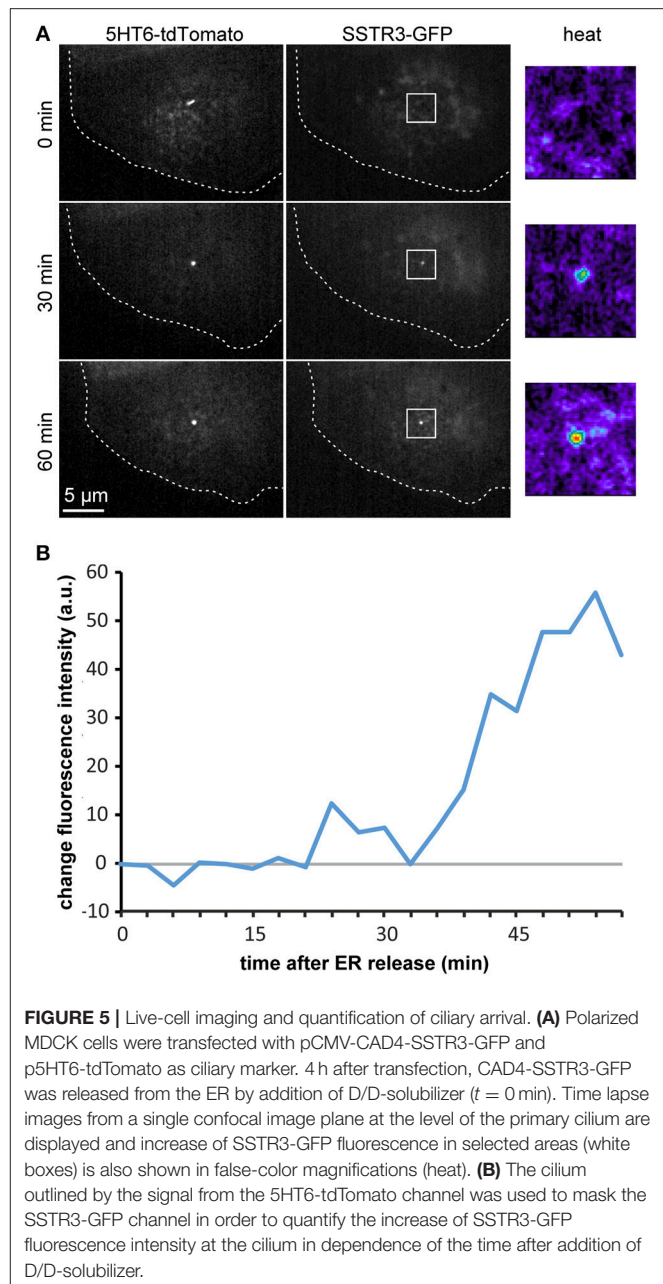 A
5HT6-tdTomato
SSTR3-GFP
heat
0 min
30 min
60 min
5 µm
B
change fluorescence intensity (a.u.)
60
50
40
30
20
10
0
-10
0
15
30
45
time after ER release (min)
FIGURE 5 | Live-cell imaging and quantification of ciliary arrival. (A) Polarized
MDCK cells were transfected with pCMV-CAD4-SSTR3-GFP and
p5HT6-tdTomato as ciliary marker. 4 h after transfection, CAD4-SSTR3-GFP
was released from the ER by addition of D/D-solubilizer (t = 0 min). Time lapse
images from a single confocal image plane at the level of the primary cilium are
displayed and increase of SSTR3-GFP fluorescence in selected areas (white
boxes) is also shown in false-color magnifications (heat). (B) The cilium
outlined by the signal from the 5HT6-tdTomato channel was used to mask the
SSTR3-GFP channel in order to quantify the increase of SSTR3-GFP
fluorescence intensity at the cilium in dependence of the time after addition of
D/D-solubilizer.